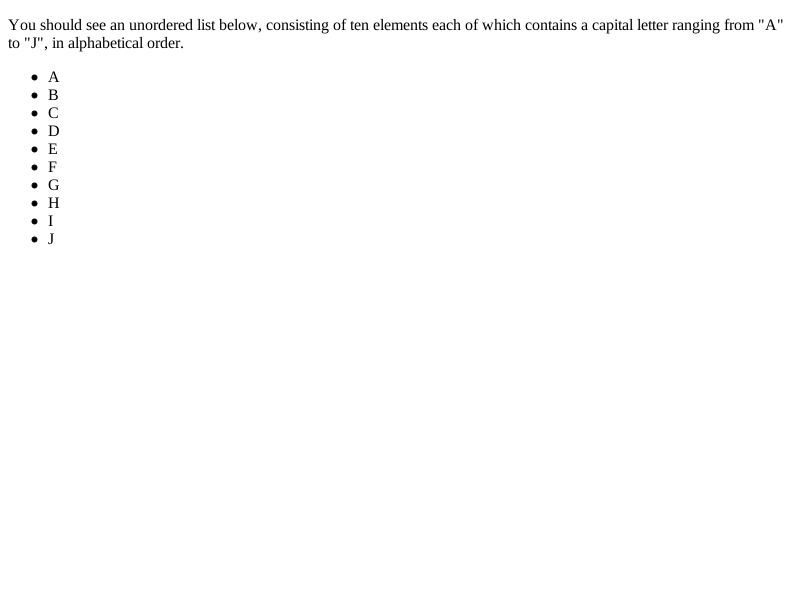 You should see an unordered list below, consisting of ten elements each of which contains a capital letter ranging from "A"
to "J", in alphabetical order.
A
B
C
D
E
F
G
H
I
J